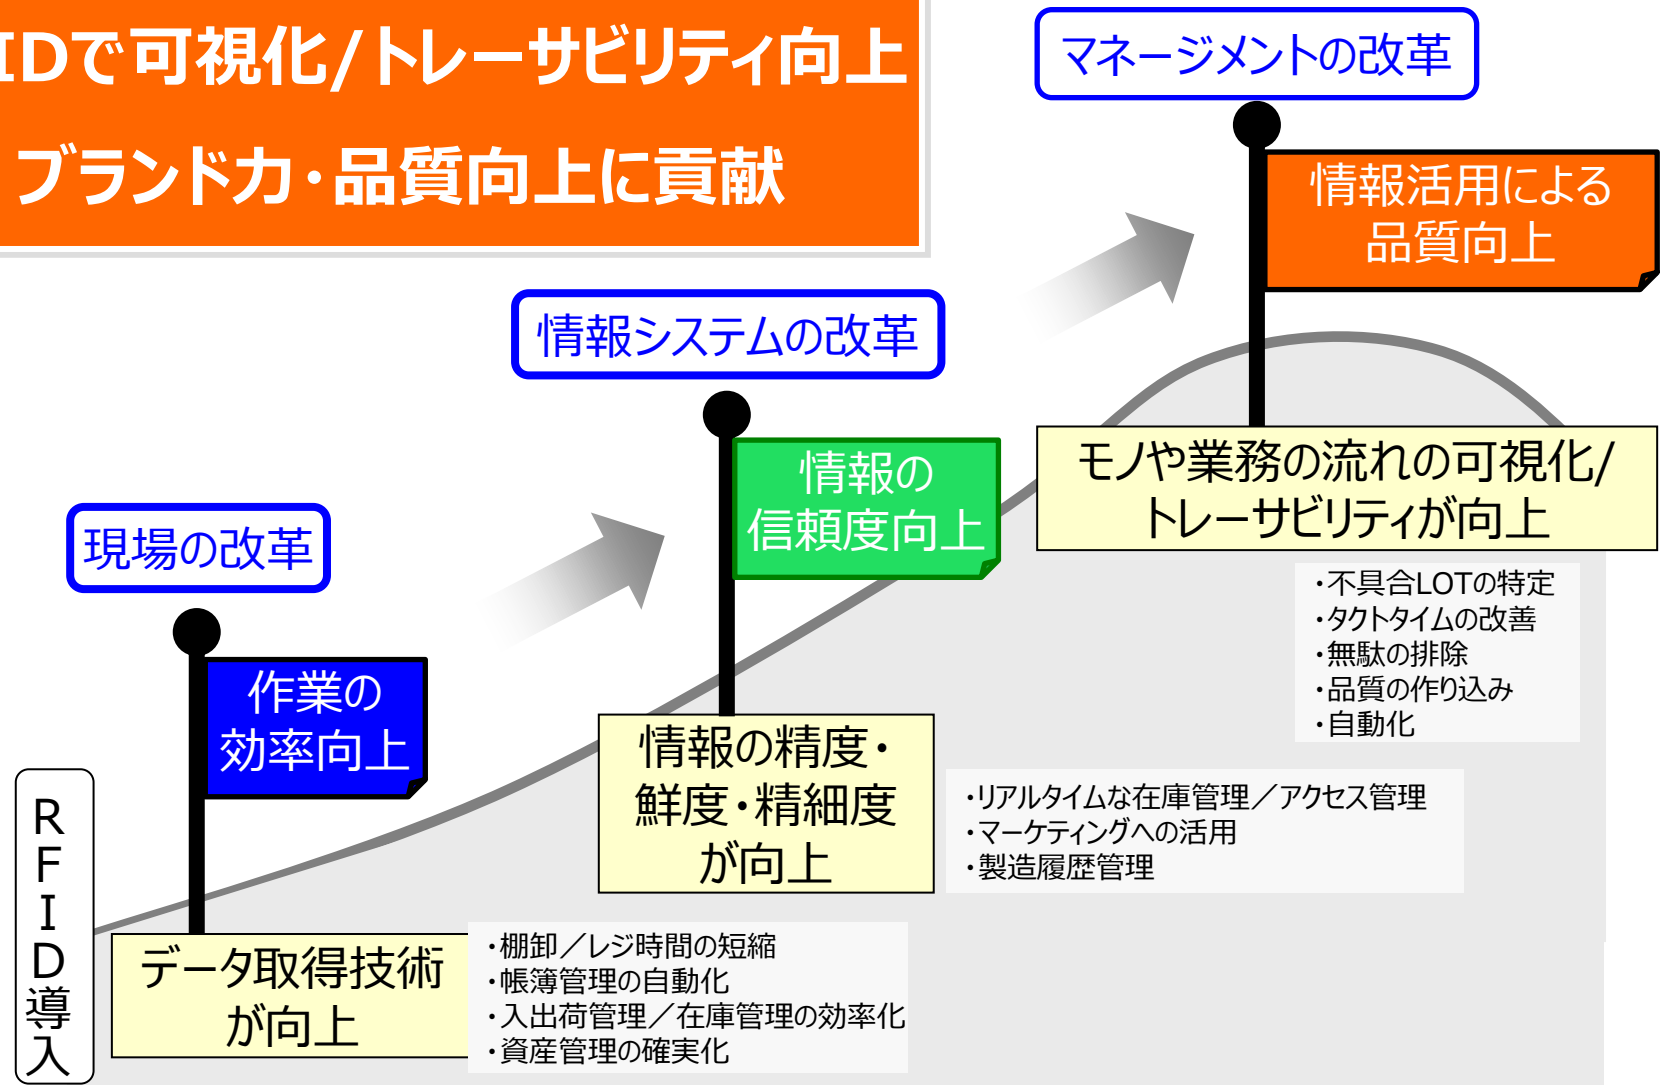 IDで可視化/トレーサビリティ向上
ブランド力・品質向上に貢献
マネージメントの改革
情報活用による
品質向上
情報システムの改革
情報の
信頼度向上
モノや業務の流れの可視化/
トレーサビリティが向上
・不具合LOTの特定
・タクトタイムの改善
・無駄の排除
・品質の作り込み
・自動化
現場の改革
作業の
効率向上
情報の精度・
鮮度・精細度
が向上
・リアルタイムな在庫管理／アクセス管理
・マーケティングへの活用
・製造履歴管理
RFID導入
データ取得技術
が向上
・棚卸／レジ時間の短縮
・帳簿管理の自動化
・入出荷管理／在庫管理の効率化
・資産管理の確実化